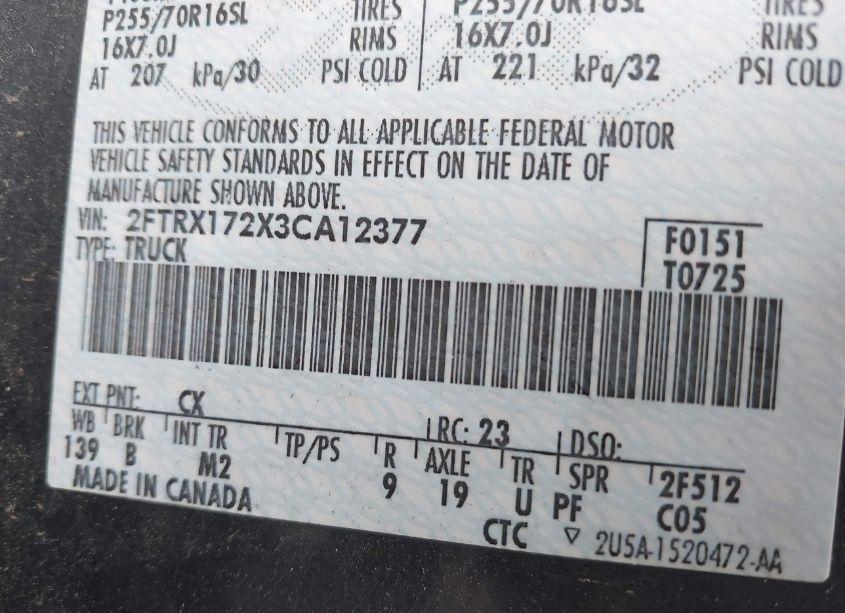 P255/70R16SL TIRES P255/70R16SL TIRES
16X7.0J RIMS 16X7.0J RIMS
AT 207 kPa/30 PSI COLD AT 221 kPa/32 PSI COLD
THIS VEHICLE CONFORMS TO ALL APPLICABLE FEDERAL MOTOR
VEHICLE SAFETY STANDARDS IN EFFECT ON THE DATE OF
MANUFACTURE SHOWN ABOVE.
VIN: 2FTRX172X3CA12377 F0151
TYPE: TRUCK T0725
EXT PNT: CX RC: 23 DSO:
WB BRK INT TR TP/PS R AXLE TR SPR 2F512
139 B M2 9 19 U PF C05
MADE IN CANADA CTC ▽ 2U5A-1520472-AA